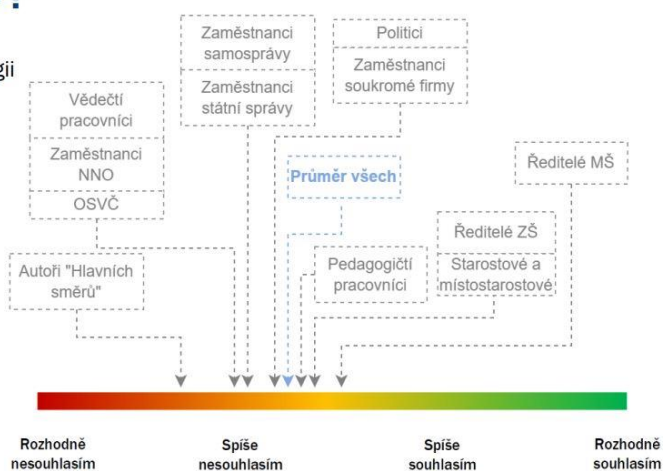 gii
Zaměstnanci
samosprávy
Zaměstnanci
státní správy
Politici
Zaměstnanci
soukromé firmy
Vědečtí
pracovníci
Zaměstnanci
NNO
OSVČ
Průměr všech
Ředitelé MŠ
Autoři "Hlavních
směrů"
Pedagogičtí
pracovníci
Ředitelé ZŠ
Starostové a
místostarostové
Rozhodně
nesouhlasím
Spíše
nesouhlasím
Spíše
souhlasím
Rozhodně
souhlasím